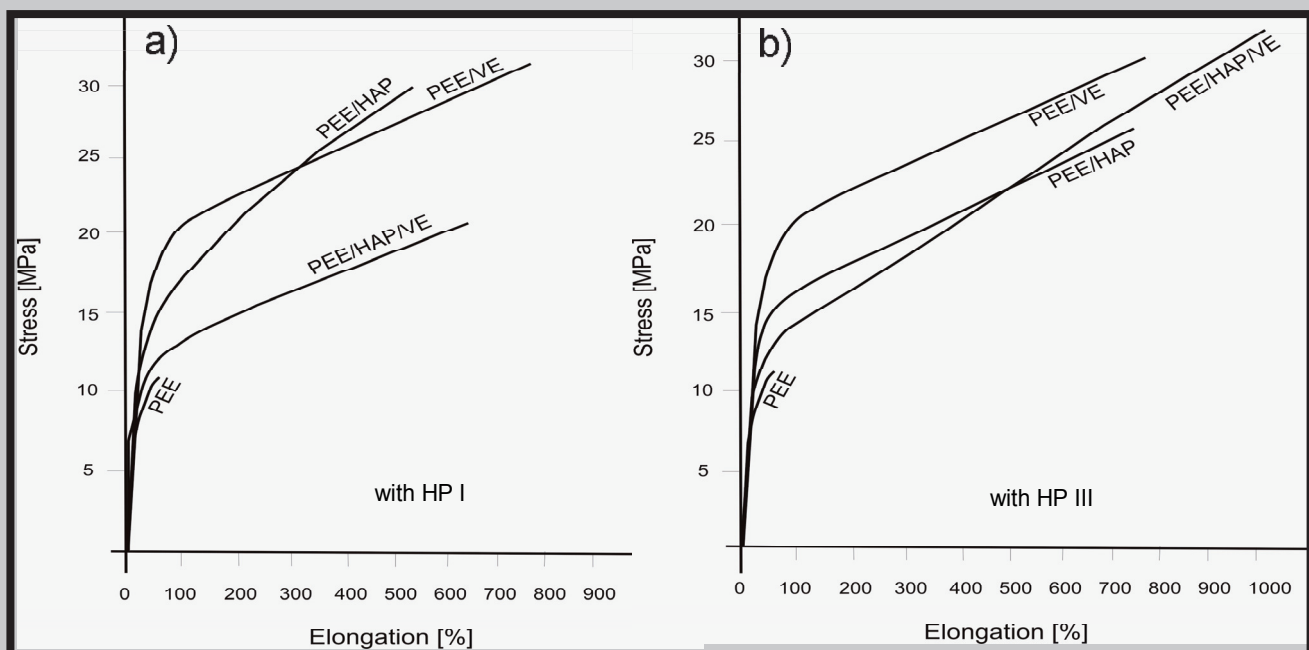 a)
30
25
20
15
10
5
Stress [MPa]
PEE/HAP
PEE/VE
PEE/HAP/VE
PEE
with HP I
0 100 200 300 400 500 600 700 800 900
Elongation [%]
b)
30
25
20
15
10
5
Stress [MPa]
PEE/VE
PEE/HAP/VE
PEE/HAP
PEE
with HP III
0 100 200 300 400 500 600 700 800 900 1000
Elongation [%]